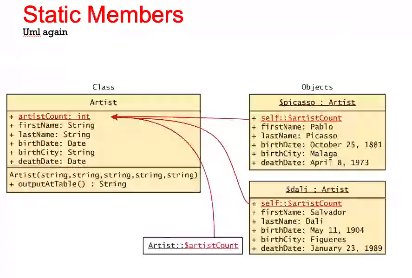 Static Members
Uml again
Class
Objects
Artist
+ artistCount: int
+ firstName: String
+ lastName: String
+ birthDate: Date
+ birthCity: String
+ deathDate: Date
Artist(string,string,string,string,string)
+ outputAsTable() : String
$picasso : Artist
+ self::$artistCount
+ firstName: Pablo
+ lastName: Picasso
+ birthDate: October 25, 1881
+ birthCity: Malaga
+ deathDate: April 8, 1973
$dali : Artist
+ self::$artistCount
+ firstName: Salvador
+ lastName: Dali
+ birthDate: May 11, 1904
+ birthCity: Figueres
+ deathDate: January 23, 1989
Artist::$artistCount